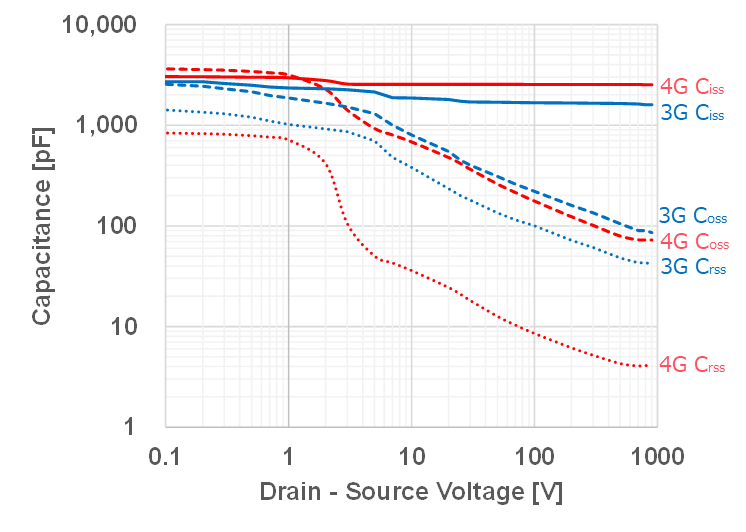 10,000
1,000
100
10
1
Capacitance [pF]
0.1 1 10 100 1000
Drain - Source Voltage [V]
4G Ciss
3G Ciss
3G Coss
4G Coss
3G Crss
4G Crss